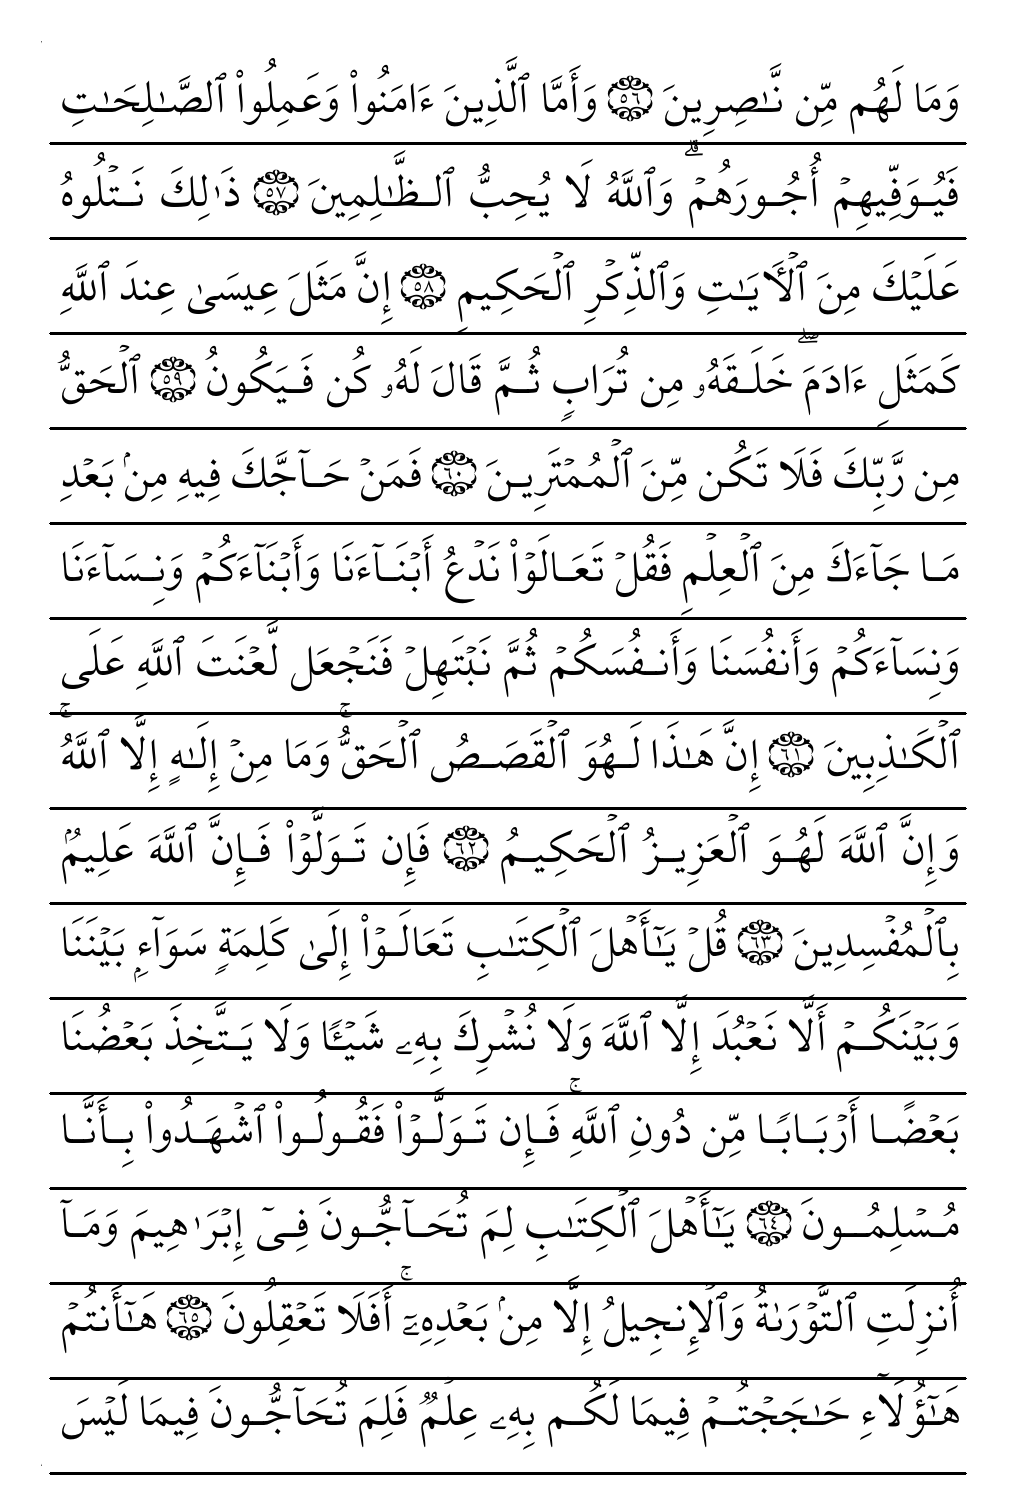 وَمَا لَهُم مِّن نَّـٰصِرِينَ ٥٦ وَأَمَّا ٱلَّذِينَ ءَامَنُوا۟ وَعَمِلُوا۟ ٱلصَّـٰلِحَـٰتِ
فَيُوَفِّيهِمۡ أُجُورَهُمۡۗ وَٱللَّهُ لَا يُحِبُّ ٱلظَّـٰلِمِينَ ٥٧ ذَٰلِكَ نَتۡلُوهُ
عَلَيۡكَ مِنَ ٱلۡأٓيَـٰتِ وَٱلذِّكۡرِ ٱلۡحَكِيمِ ٥٨ إِنَّ مَثَلَ عِيسَىٰ عِندَ ٱللَّهِ
كَمَثَلِ ءَادَمَۖ خَلَقَهُۥ مِن تُرَابٍ ثُمَّ قَالَ لَهُۥ كُن فَيَكُونُ ٥٩ ٱلۡحَقُّ
مِن رَّبِّكَ فَلَا تَكُن مِّنَ ٱلۡمُمۡتَرِينَ ٦٠ فَمَنۡ حَآجَّكَ فِيهِ مِنۢ بَعۡدِ
مَا جَآءَكَ مِنَ ٱلۡعِلۡمِ فَقُلۡ تَعَالَوۡا۟ نَدۡعُ أَبۡنَآءَنَا وَأَبۡنَآءَكُمۡ وَنِسَآءَنَا
وَنِسَآءَكُمۡ وَأَنفُسَنَا وَأَنفُسَكُمۡ ثُمَّ نَبۡتَهِلۡ فَنَجۡعَل لَّعۡنَتَ ٱللَّهِ عَلَى
ٱلۡكَـٰذِبِينَ ٦١ إِنَّ هَـٰذَا لَهُوَ ٱلۡقَصَصُ ٱلۡحَقُّۚ وَمَا مِنۡ إِلَـٰهٍ إِلَّا ٱللَّهُۚ
وَإِنَّ ٱللَّهَ لَهُوَ ٱلۡعَزِيزُ ٱلۡحَكِيمُ ٦٢ فَإِن تَوَلَّوۡا۟ فَإِنَّ ٱللَّهَ عَلِيمُۢ
بِٱلۡمُفۡسِدِينَ ٦٣ قُلۡ يَـٰٓأَهۡلَ ٱلۡكِتَـٰبِ تَعَالَوۡا۟ إِلَىٰ كَلِمَةٍ سَوَآءِۭ بَيۡنَنَا
وَبَيۡنَكُمۡ أَلَّا نَعۡبُدَ إِلَّا ٱللَّهَ وَلَا نُشۡرِكَ بِهِۦ شَيۡـًٔا وَلَا يَتَّخِذَ بَعۡضُنَا
بَعۡضًا أَرۡبَابًا مِّن دُونِ ٱللَّهِۚ فَإِن تَوَلَّوۡا۟ فَقُولُوا۟ ٱشۡهَدُوا۟ بِأَنَّا
مُسۡلِمُونَ ٦٤ يَـٰٓأَهۡلَ ٱلۡكِتَـٰبِ لِمَ تُحَآجُّونَ فِىٓ إِبۡرَٰهِيمَ وَمَآ
أُنزِلَتِ ٱلتَّوۡرَىٰةُ وَٱلۡإِنجِيلُ إِلَّا مِنۢ بَعۡدِهِۦٓۚ أَفَلَا تَعۡقِلُونَ ٦٥ هَـٰٓأَنتُمۡ
هَـٰٓؤُلَآءِ حَـٰجَجۡتُمۡ فِيمَا لَكُم بِهِۦ عِلۡمٌ فَلِمَ تُحَآجُّونَ فِيمَا لَيۡسَ